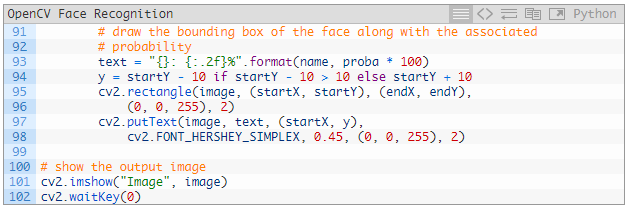 OpenCV Face Recognition Python
91 # draw the bounding box of the face along with the associated
92 # probability
93 text = "{}: {:.2f}%".format(name, proba * 100)
94 y = startY - 10 if startY - 10 > 10 else startY + 10
95 cv2.rectangle(image, (startX, startY), (endX, endY),
96 (0, 0, 255), 2)
97 cv2.putText(image, text, (startX, y),
98 cv2.FONT_HERSHEY_SIMPLEX, 0.45, (0, 0, 255), 2)
99
100 # show the output image
101 cv2.imshow("Image", image)
102 cv2.waitKey(0)